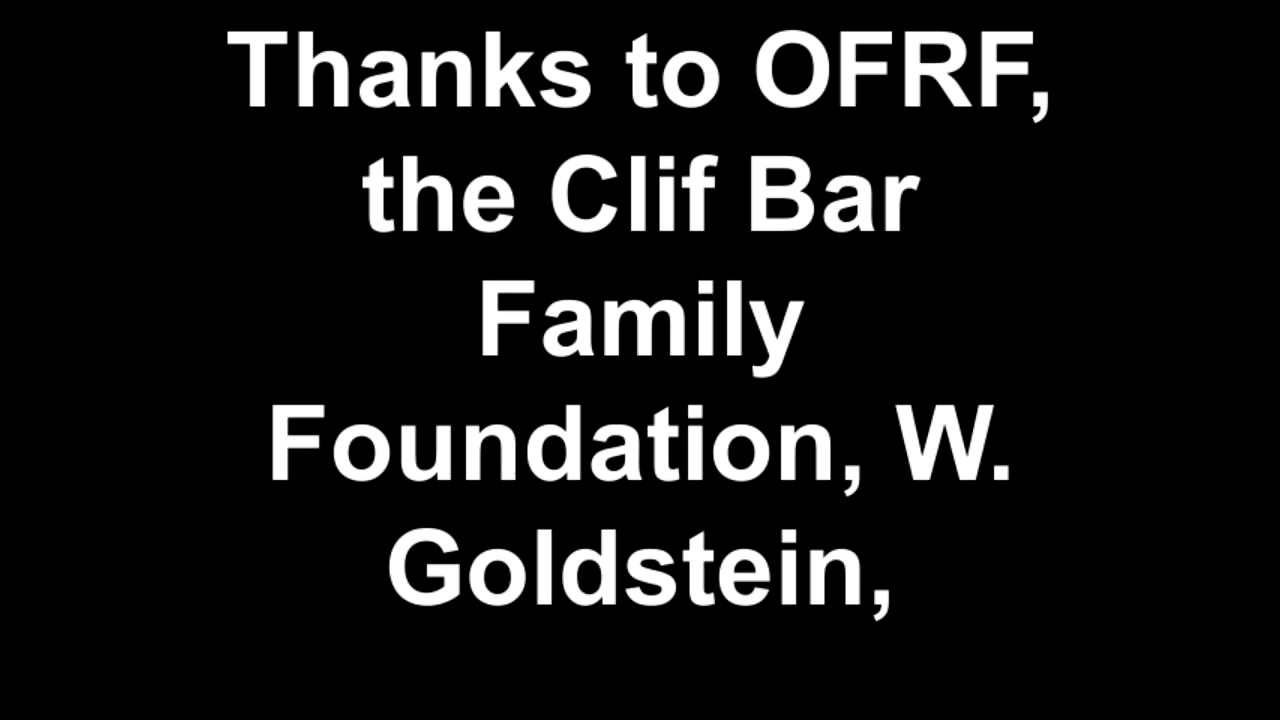 Thanks to OFRF,
the Clif Bar
Family
Foundation, W.
Goldstein,